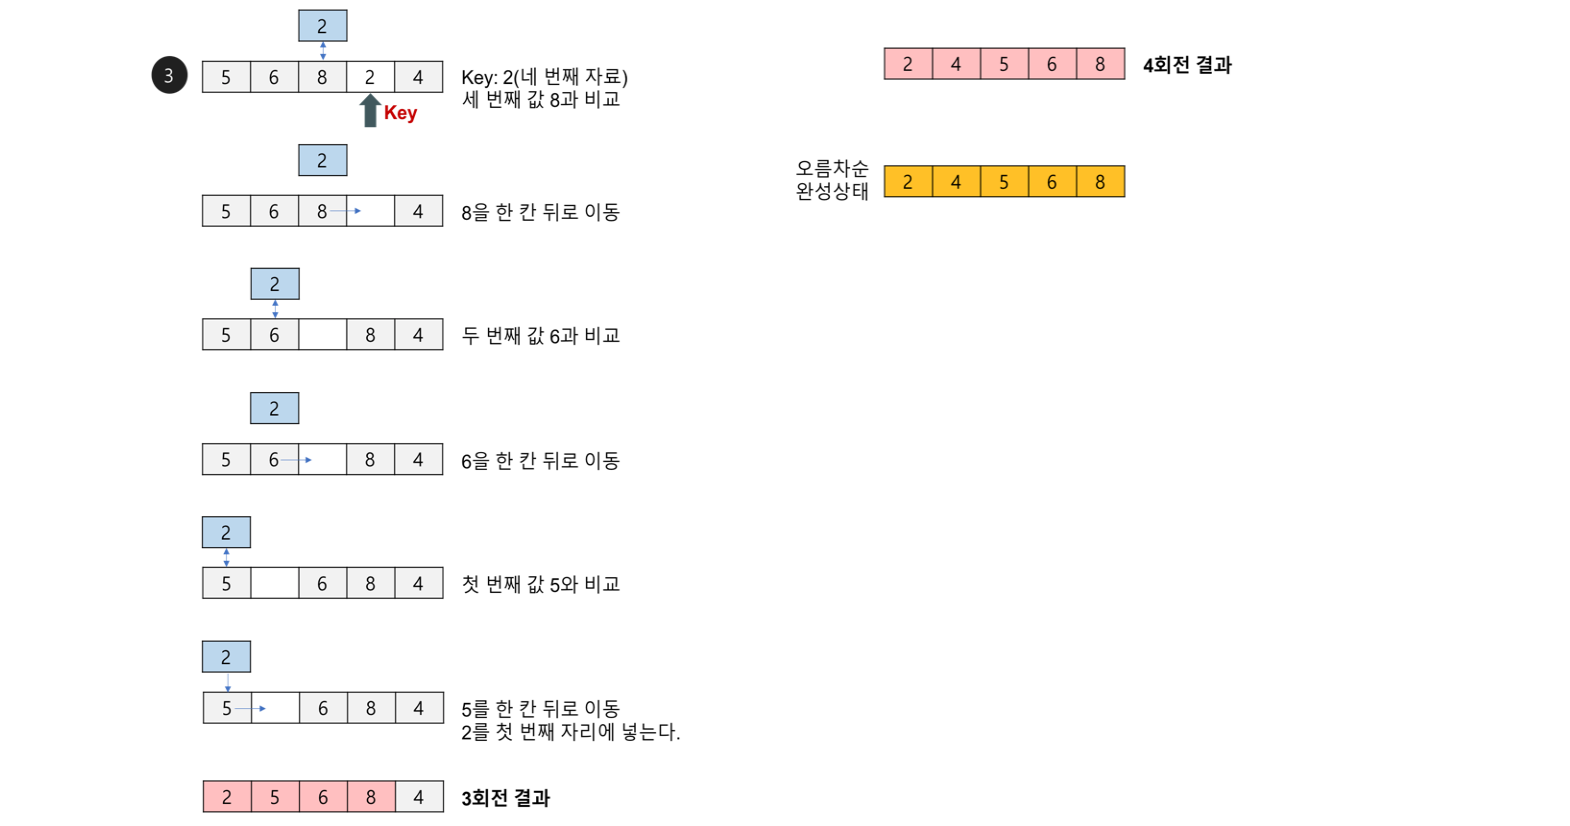 2
3
5 6 8 2 4
Key: 2(네 번째 자료)
세 번째 값 8과 비교
Key
2
5 6 8 4
8을 한 칸 뒤로 이동
2
5 6 8 4
두 번째 값 6과 비교
2
5 6 8 4
6을 한 칸 뒤로 이동
2
5 6 8 4
첫 번째 값 5와 비교
2
5 6 8 4
5를 한 칸 뒤로 이동
2를 첫 번째 자리에 넣는다.
2 5 6 8 4
3회전 결과
2 4 5 6 8
4회전 결과
오름차순
완성상태
2 4 5 6 8